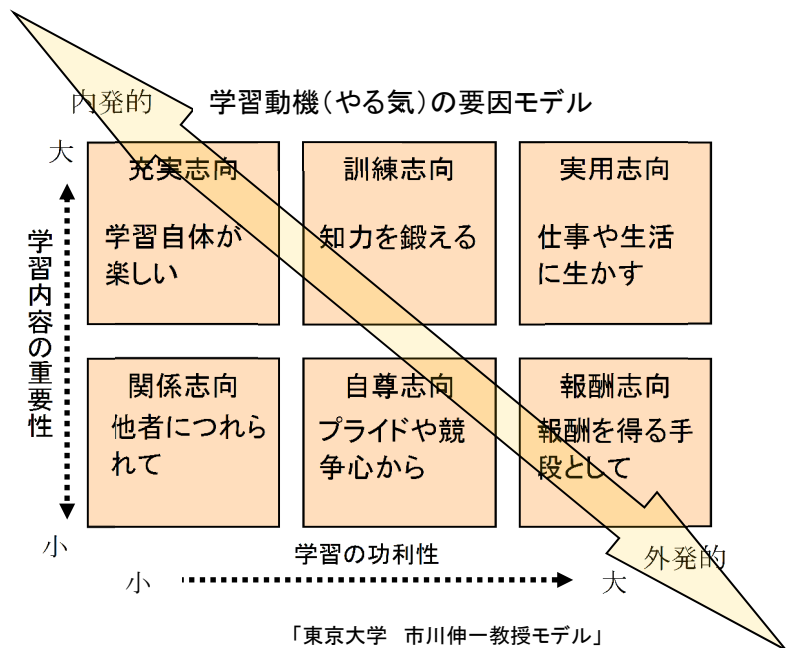 内発的
学習動機(やる気)の要因モデル
大
充実志向
学習自体が
楽しい
訓練志向
知力を鍛える
実用志向
仕事や生活
に生かす
学習内容の重要性
関係志向
他者につれら
れて
自尊志向
プライドや競
争心から
報酬志向
報酬を得る手
段として
小
学習の功利性
小
大
外発的
「東京大学　市川伸一教授モデル」